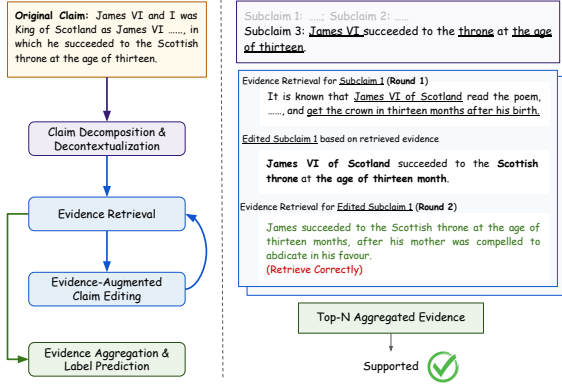 Original Claim: James VI and I was
King of Scotland as James VI ……, in
which he succeeded to the Scottish
throne at the age of thirteen.
Claim Decomposition &
Decontextualization
Evidence Retrieval
Evidence-Augmented
Claim Editing
Evidence Aggregation &
Label Prediction
Subclaim 1: ……; Subclaim 2: ……
Subclaim 3: James VI succeeded to the throne at the age
of thirteen.
Evidence Retrieval for Subclaim 1 (Round 1)
It is known that James VI of Scotland read the poem,
……, and get the crown in thirteen months after his birth.
Edited Subclaim 1 based on retrieved evidence
James VI of Scotland succeeded to the Scottish
throne at the age of thirteen month.
Evidence Retrieval for Edited Subclaim 1 (Round 2)
James succeeded to the Scottish throne at the age of
thirteen months, after his mother was compelled to
abdicate in his favour.
(Retrieve Correctly)
Top-N Aggregated Evidence
Supported